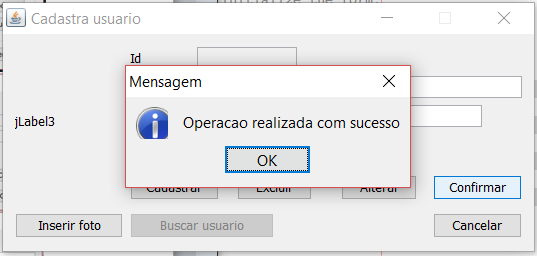 Cadastra usuario
Id
Mensagem
Operacao realizada com sucesso
jLabel3
OK
Cadastrar
Excluir
Alterar
Confirmar
Inserir foto
Buscar usuario
Cancelar